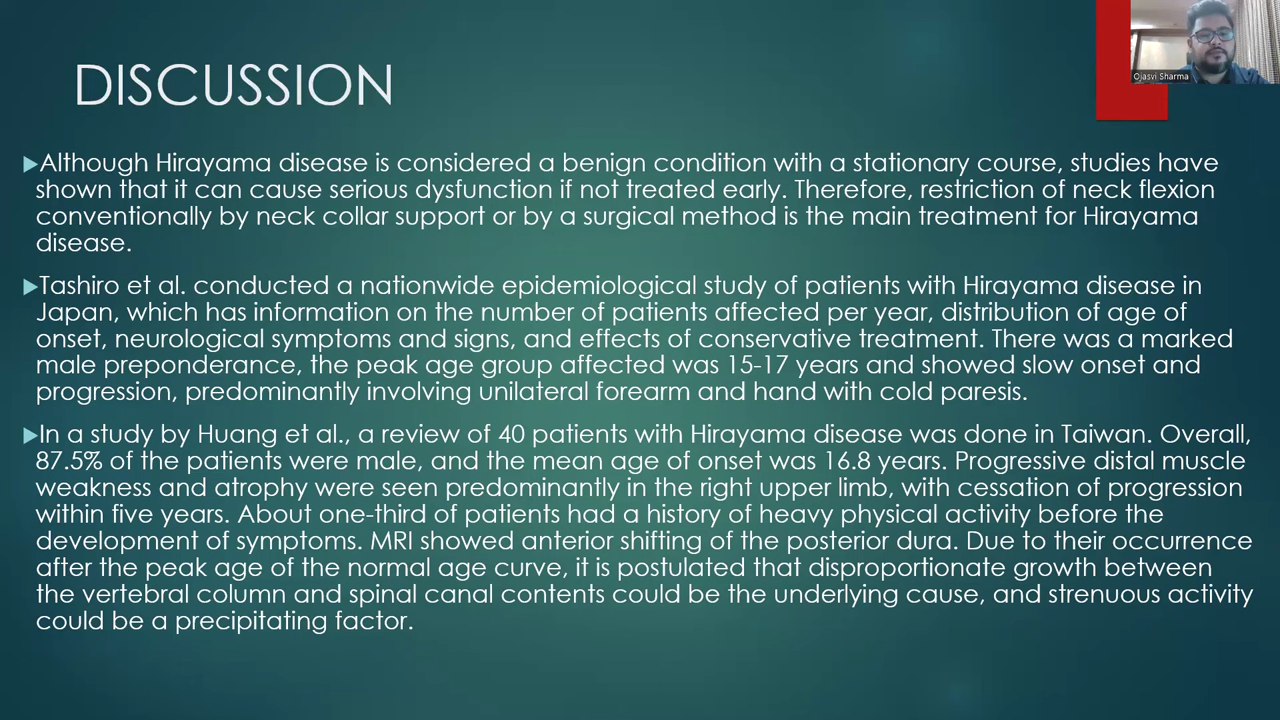 DISCUSSION
Ojasvi Sharma
Although Hirayama disease is considered a benign condition with a stationary course, studies have
shown that it can cause serious dysfunction if not treated early. Therefore, restriction of neck flexion
conventionally by neck collar support or by a surgical method is the main treatment for Hirayama
disease.
Tashiro et al. conducted a nationwide epidemiological study of patients with Hirayama disease in
Japan, which has information on the number of patients affected per year, distribution of age of
onset, neurological symptoms and signs, and effects of conservative treatment. There was a marked
male preponderance, the peak age group affected was 15-17 years and showed slow onset and
progression, predominantly involving unilateral forearm and hand with cold paresis.
In a study by Huang et al., a review of 40 patients with Hirayama disease was done in Taiwan. Overall,
87.5% of the patients were male, and the mean age of onset was 16.8 years. Progressive distal muscle
weakness and atrophy were seen predominantly in the right upper limb, with cessation of progression
within five years. About one-third of patients had a history of heavy physical activity before the
development of symptoms. MRI showed anterior shifting of the posterior dura. Due to their occurrence
after the peak age of the normal age curve, it is postulated that disproportionate growth between
the vertebral column and spinal canal contents could be the underlying cause, and strenuous activity
could be a precipitating factor.